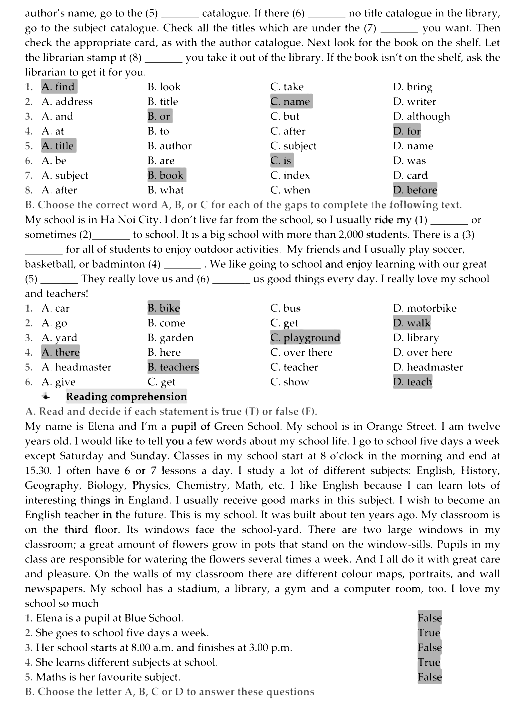 author's name, go to the (5) _______ catalogue. If there (6) _______ no title catalogue in the library,
go to the subject catalogue. Check all the titles which are under the (7) _______ you want. Then
check the appropriate card, as with the author catalogue. Next look for the book on the shelf. Let
the librarian stamp it (8) _______ you take it out of the library. If the book isn't on the shelf, ask the
librarian to get it for you.
1. A. find B. look C. take D. bring
2. A. address B. title C. name D. writer
3. A. and B. or C. but D. although
4. A. at B. to C. after D. for
5. A. title B. author C. subject D. name
6. A. be B. are C. is D. was
7. A. subject B. book C. index D. card
8. A. after B. what C. when D. before
B. Choose the correct word A, B, or C for each of the gaps to complete the following text.
My school is in Ha Noi City. I don't live far from the school, so I usually ride my (1) _______ or
sometimes (2)_______ to school. It is a big school with more than 2,000 students. There is a (3)
_______ for all of students to enjoy outdoor activities. My friends and I usually play soccer,
basketball, or badminton (4) _______ . We like going to school and enjoy learning with our great
(5) _______ They really love us and (6) _______ us good things every day. I really love my school
and teachers!
1. A. car B. bike C. bus D. motorbike
2. A. go B. come C. get D. walk
3. A. yard B. garden C. playground D. library
4. A. there B. here C. over there D. over here
5. A. headmaster B. teachers C. teacher D. headmaster
6. A. give C. get C. show D. teach
Reading comprehension
A. Read and decide if each statement is true (T) or false (F).
My name is Elena and I'm a pupil of Green School. My school is in Orange Street. I am twelve
years old. I would like to tell you a few words about my school life. I go to school five days a week
except Saturday and Sunday. Classes in my school start at 8 o'clock in the morning and end at
15.30. I often have 6 or 7 lessons a day. I study a lot of different subjects: English, History,
Geography, Biology, Physics, Chemistry, Math, etc. I like English because I can learn lots of
interesting things in England. I usually receive good marks in this subject. I wish to become an
English teacher in the future. This is my school. It was built about ten years ago. My classroom is
on the third floor. Its windows face the school-yard. There are two large windows in my
classroom; a great amount of flowers grow in pots that stand on the window-sills. Pupils in my
class are responsible for watering the flowers several times a week. And I all do it with great care
and pleasure. On the walls of my classroom there are different colour maps, portraits, and wall
newspapers. My school has a stadium, a library, a gym and a computer room, too. I love my
school so much
1. Elena is a pupil at Blue School. False
2. She goes to school five days a week. True
3. Her school starts at 8.00 a.m. and finishes at 3.00 p.m. False
4. She learns different subjects at school. True
5. Maths is her favourite subject. False
B. Choose the letter A, B, C or D to answer these questions